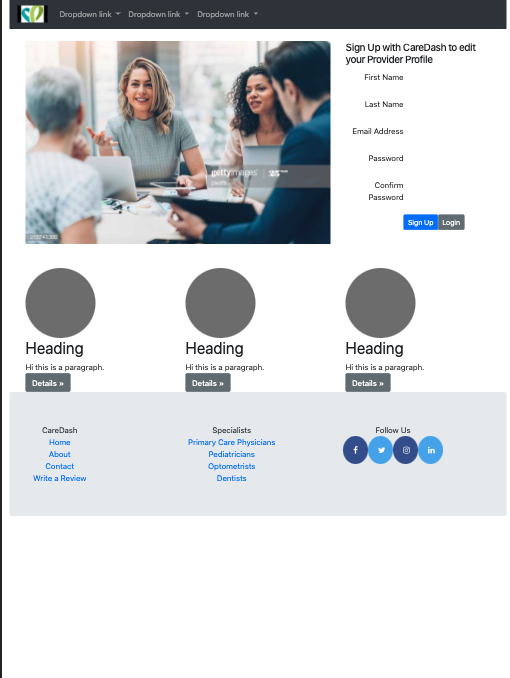 Dropdown link Dropdown link Dropdown link
Sign Up with CareDash to edit
your Provider Profile
First Name
Last Name
Email Address
Password
Confirm
Password
Sign Up Login
gettyimages
Heading Heading Heading
Hi this is a paragraph. Hi this is a paragraph. Hi this is a paragraph.
Details » Details » Details »
CareDash Specialists Follow Us
Home Primary Care Physicians
About Pediatricians
Contact Optometrists
Write a Review Dentists